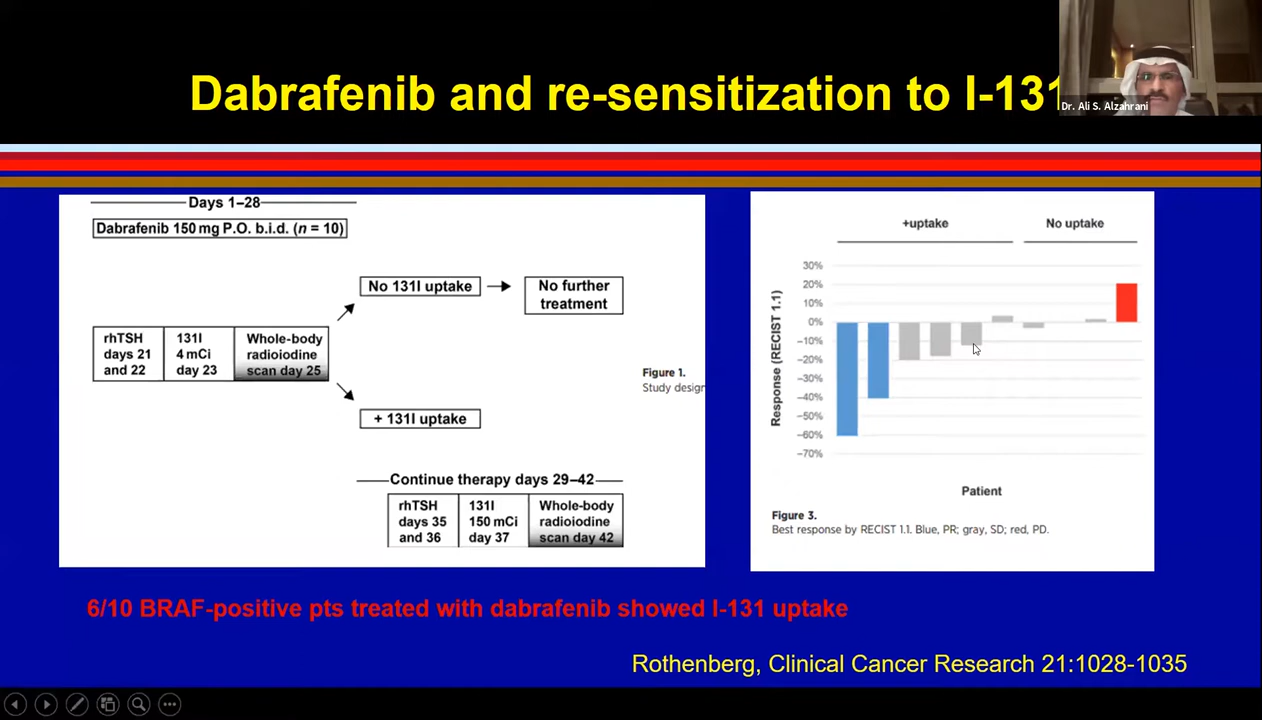 Dabrafenib and re-sensitization to I-131
Dr. Ali S. Alzahrani
Days 1–28
Dabrafenib 150 mg P.O. b.i.d. (n = 10)
rhTSH
days 21
and 22
131I
4 mCi
day 23
Whole-body
radioiodine
scan day 25
No 131I uptake
No further
treatment
+ 131I uptake
Continue therapy days 29–42
rhTSH
days 35
and 36
131I
150 mCi
day 37
Whole-body
radioiodine
scan day 42
Figure 1.
Study design
+uptake
No uptake
Response (RECIST 1.1)
30%
20%
10%
0%
–10%
–20%
–30%
–40%
–50%
–60%
–70%
Patient
Figure 3.
Best response by RECIST 1.1. Blue, PR; gray, SD; red, PD.
6/10 BRAF-positive pts treated with dabrafenib showed I-131 uptake
Rothenberg, Clinical Cancer Research 21:1028-1035